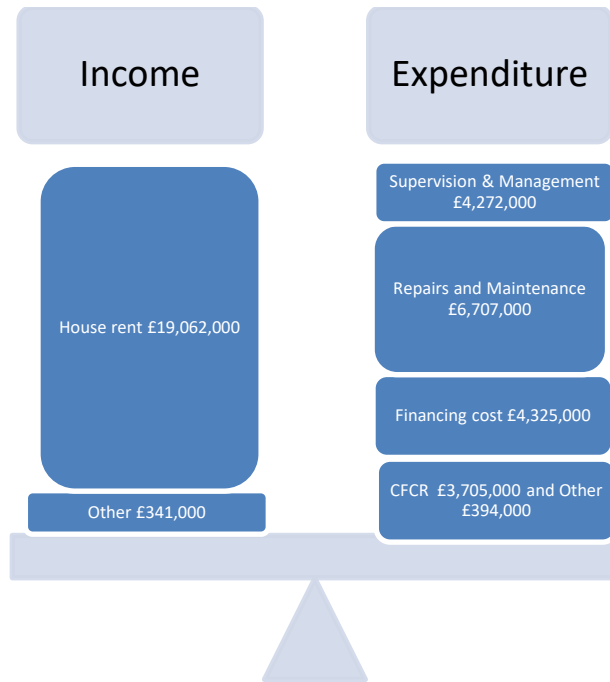 Income
House rent £19,062,000
Other £341,000
Expenditure
Supervision & Management
£4,272,000
Repairs and Maintenance
£6,707,000
Financing cost £4,325,000
CFCR £3,705,000 and Other
£394,000